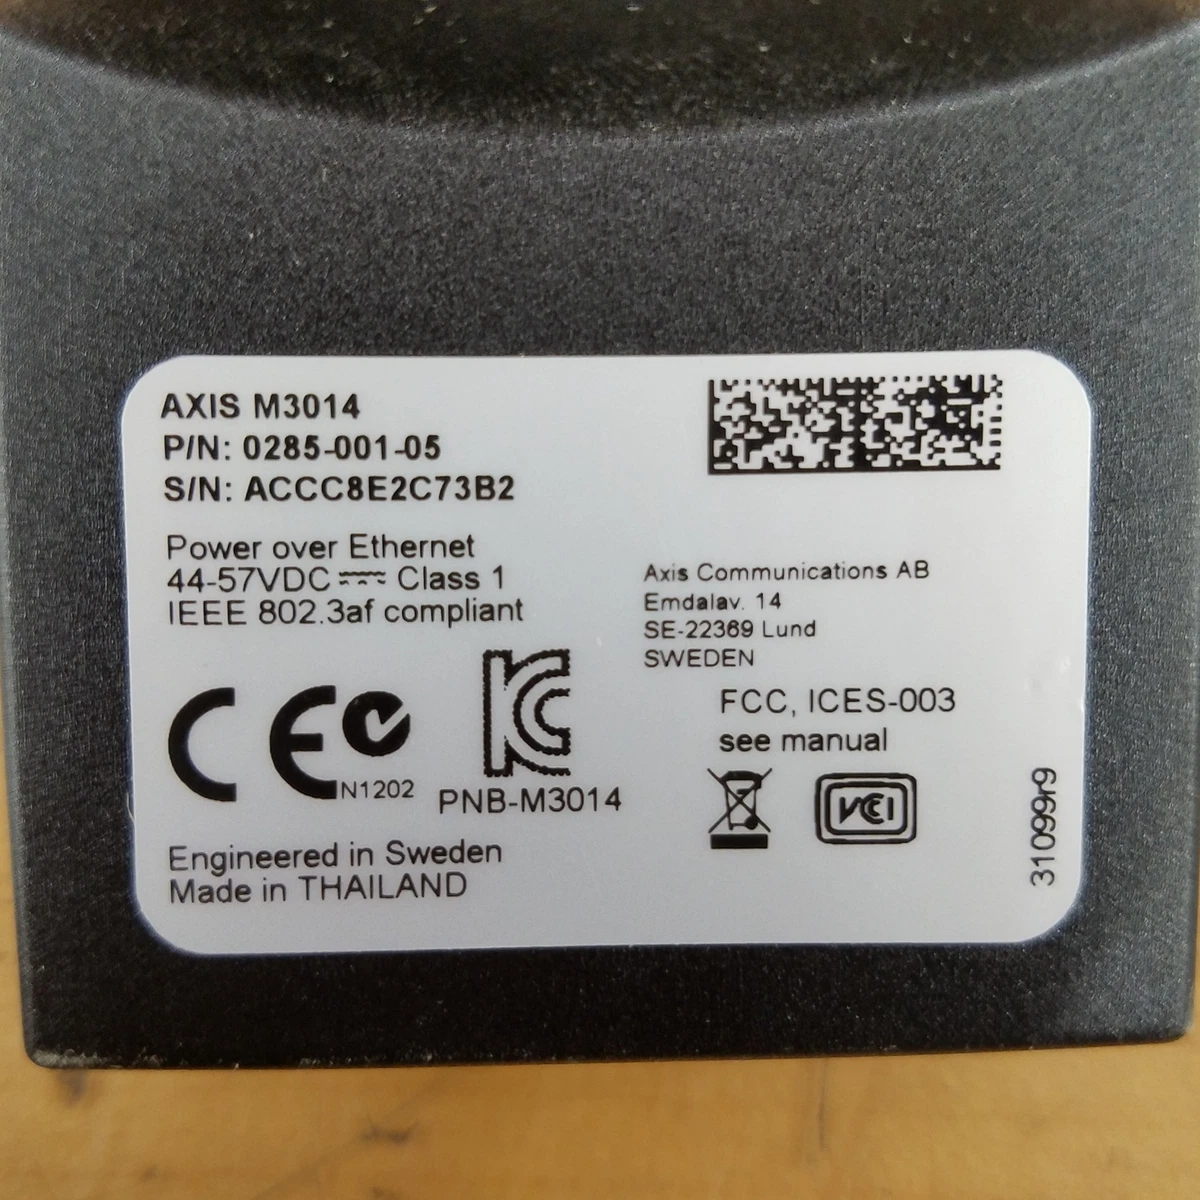 AXIS M3014
P/N: 0285-001-05
S/N: ACCC8E2C73B2
Power over Ethernet
44-57VDC Class 1
IEEE 802.3af compliant
Axis Communications AB
Emdalav. 14
SE-22369 Lund
SWEDEN
FCC, ICES-003
see manual
CE
N1202
KC
PNB-M3014
VCCI
Engineered in Sweden
Made in THAILAND
31099r9